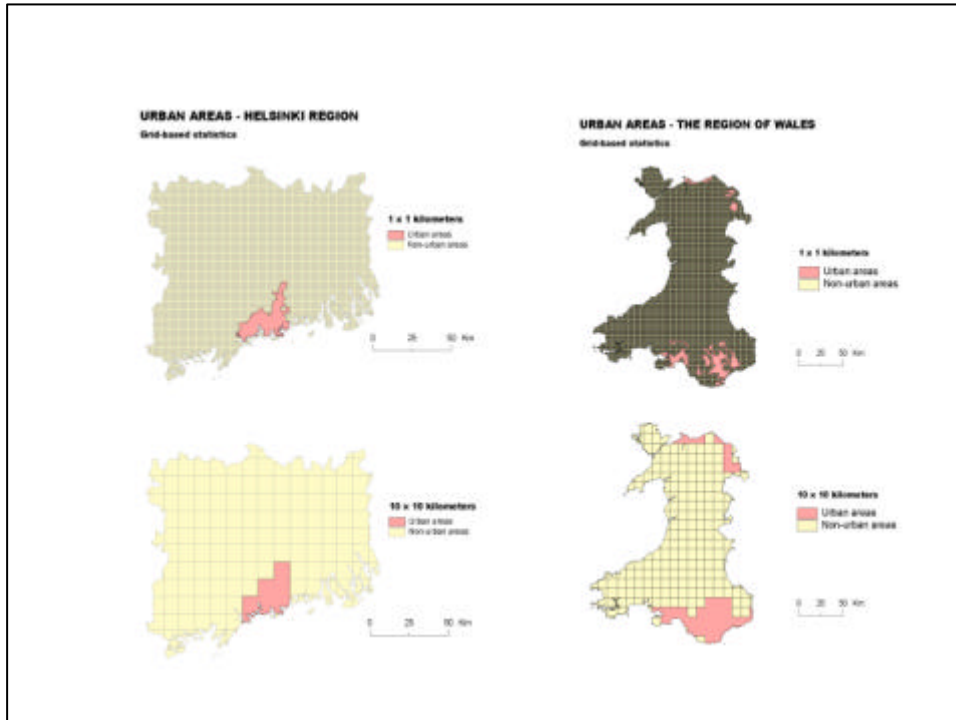 URBAN AREAS - HELSINKI REGION
Grid-based statistics
1 x 1 kilometers
Urban areas
Non-urban areas
0 25 50 Km
10 x 10 kilometers
Urban areas
Non-urban areas
0 25 50 Km
URBAN AREAS - THE REGION OF WALES
Grid-based statistics
1 x 1 kilometers
Urban areas
Non-urban areas
0 20 50 Km
10 x 10 kilometers
Urban areas
Non-urban areas
0 20 50 Km